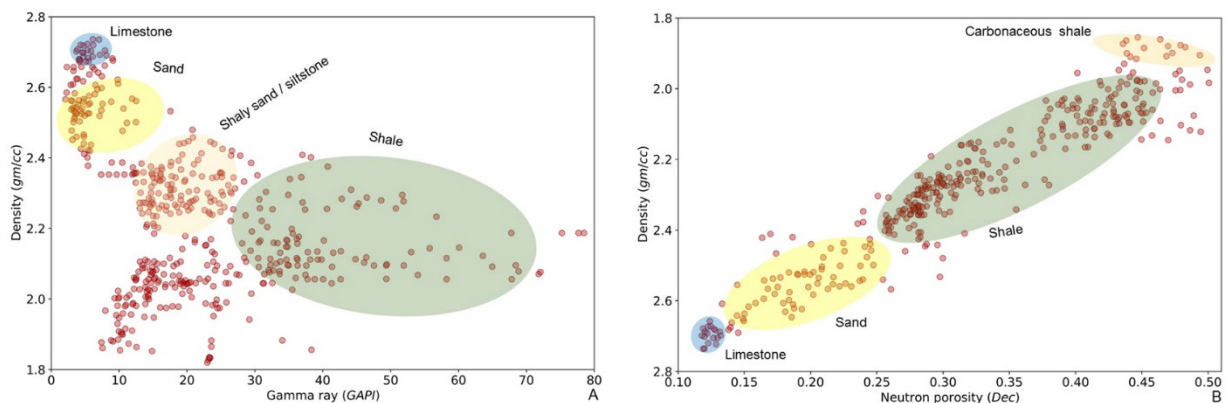 2.8
2.6
2.4
2.2
2.0
1.8
Density (gm/cc)
Limestone
Sand
Shaly sand / siltstone
Shale
0 10 20 30 40 50 60 70 80
Gamma ray (GAPI)
A
1.8
2.0
2.2
2.4
2.6
2.8
Density (gm/cc)
Carbonaceous shale
Shale
Sand
Limestone
0.10 0.15 0.20 0.25 0.30 0.35 0.40 0.45 0.50
Neutron porosity (Dec)
B